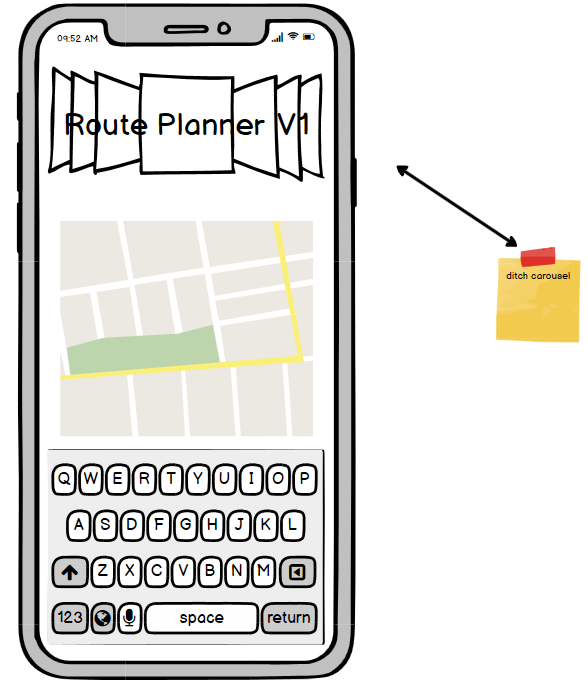 09:52 AM
Route Planner V1
ditch carousel
Q W E R T Y U I O P
A S D F G H J K L
Z X C V B N M
123 space return